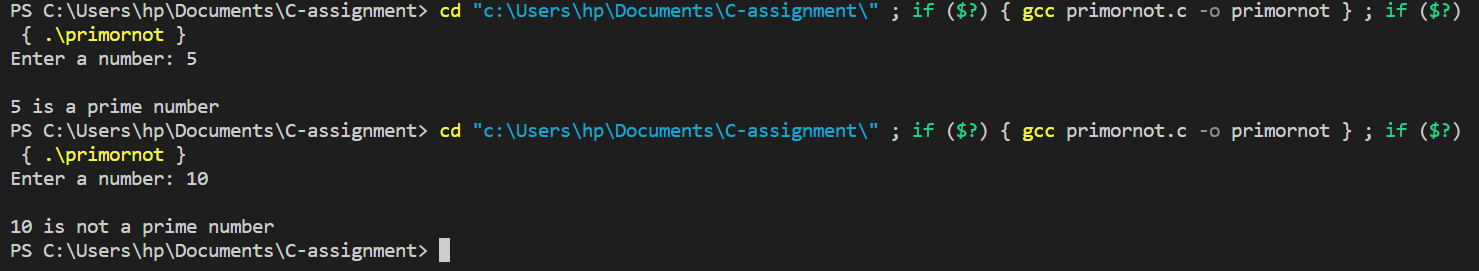 PS C:\Users\hp\Documents\C-assignment> cd "c:\Users\hp\Documents\C-assignment\" ; if ($?) { gcc primornot.c -o primornot } ; if ($?)
{ .\primornot }
Enter a number: 5
5 is a prime number
PS C:\Users\hp\Documents\C-assignment> cd "c:\Users\hp\Documents\C-assignment\" ; if ($?) { gcc primornot.c -o primornot } ; if ($?)
{ .\primornot }
Enter a number: 10
10 is not a prime number
PS C:\Users\hp\Documents\C-assignment>